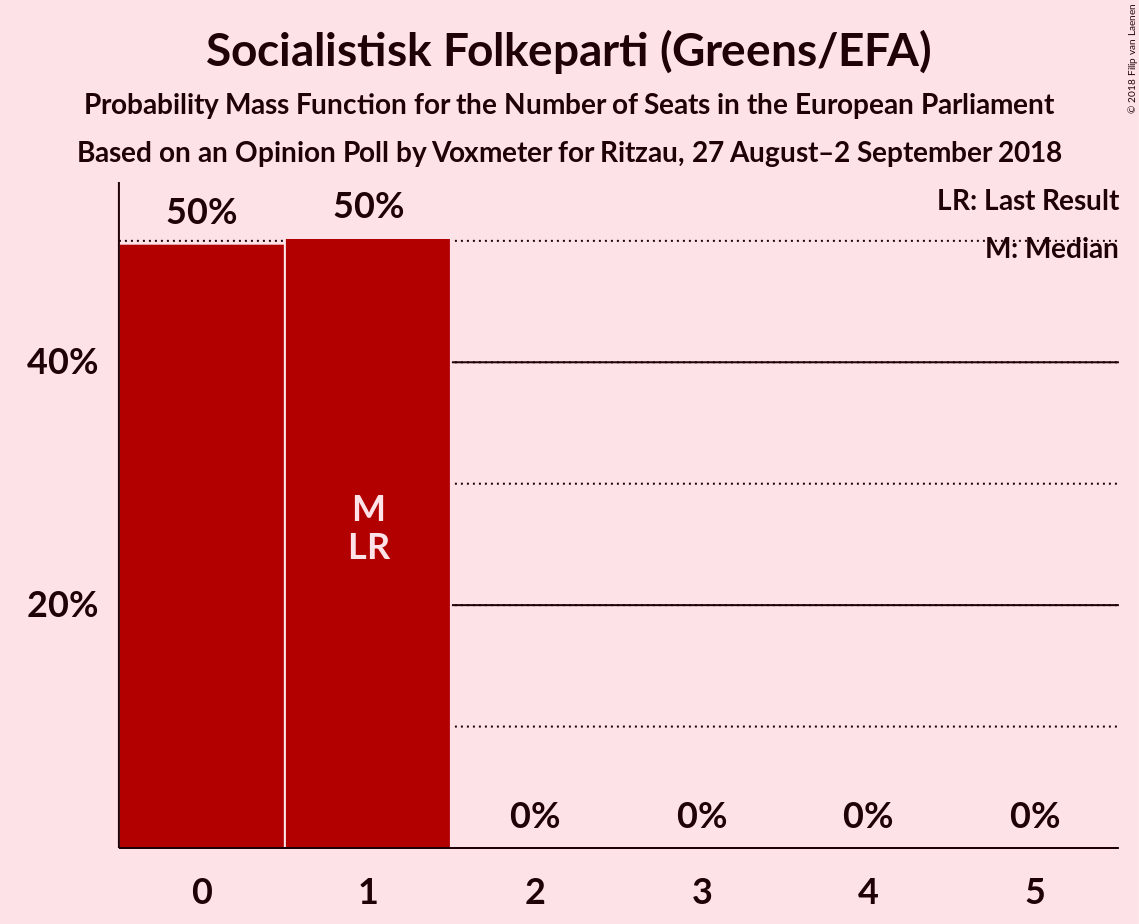 Socialistisk Folkeparti (Greens/EFA)
Probability Mass Function for the Number of Seats in the European Parliament
Based on an Opinion Poll by Voxmeter for Ritzau, 27 August–2 September 2018
© 2018 Filip van Laenen
LR: Last Result
M: Median
50%
50%
40%
20%
M
LR
0%
0%
0%
0%
0
1
2
3
4
5